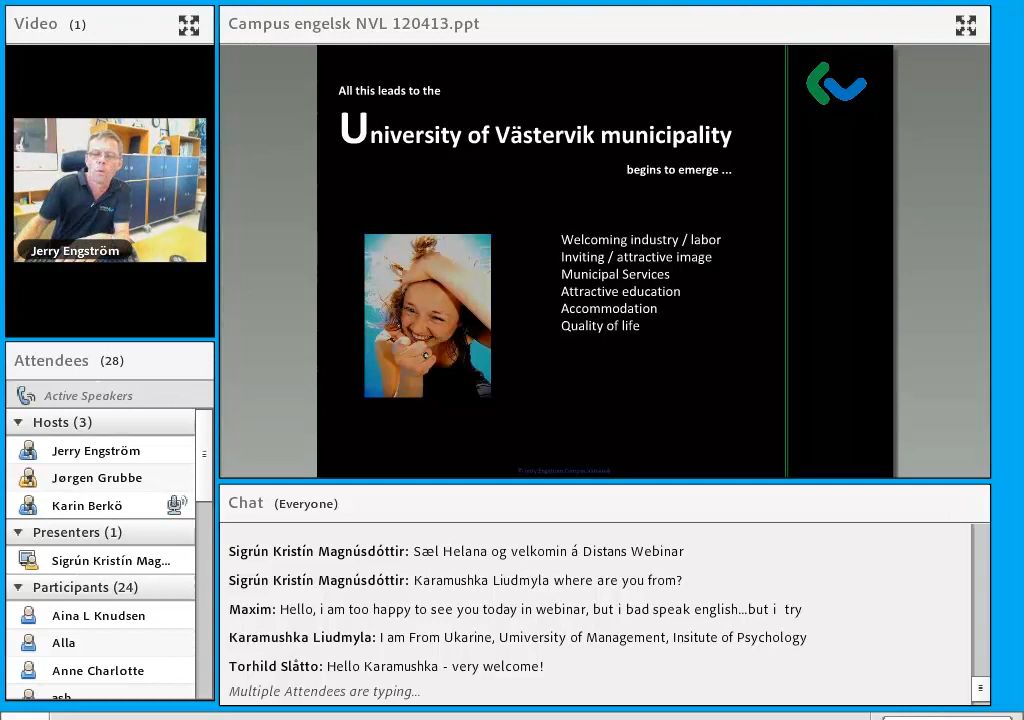 Video (1)
Jerry Engström
Attendees (28)
Active Speakers
Hosts (3)
Jerry Engström
Jørgen Grubbe
Karin Berkö
Presenters (1)
Sigrún Kristín Mag...
Participants (24)
Aina L Knudsen
Alla
Anne Charlotte
ash
Campus engelsk NVL 120413.ppt
All this leads to the
University of Västervik municipality
begins to emerge ...
Welcoming industry / labor
Inviting / attractive image
Municipal Services
Attractive education
Accommodation
Quality of life
Chat (Everyone)
Sigrún Kristín Magnúsdóttir: Sæl Helana og velkomin á Distans Webinar
Sigrún Kristín Magnúsdóttir: Karamushka Liudmyla where are you from?
Maxim: Hello, i am too happy to see you today in webinar, but i bad speak english...but i try
Karamushka Liudmyla: I am From Ukarine, Umiversity of Management, Insitute of Psychology
Torhild Slåtto: Hello Karamushka - very welcome!
Multiple Attendees are typing...